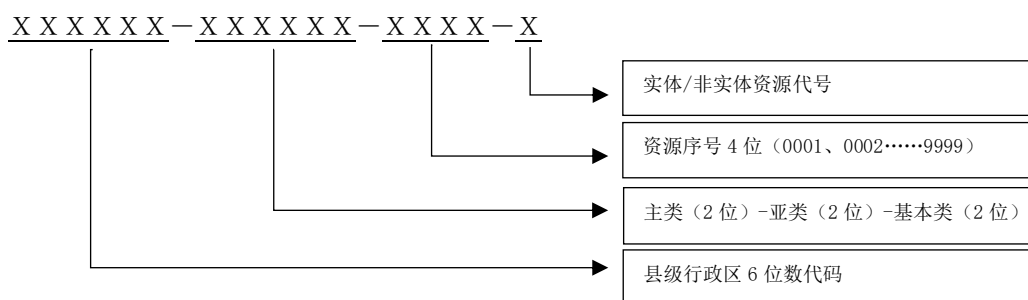 XXXXXX－XXXXXX－XXXX－X
实体/非实体资源代号
资源序号 4 位（0001、0002……9999）
主类（2 位）-亚类（2 位）-基本类（2 位）
县级行政区 6 位数代码